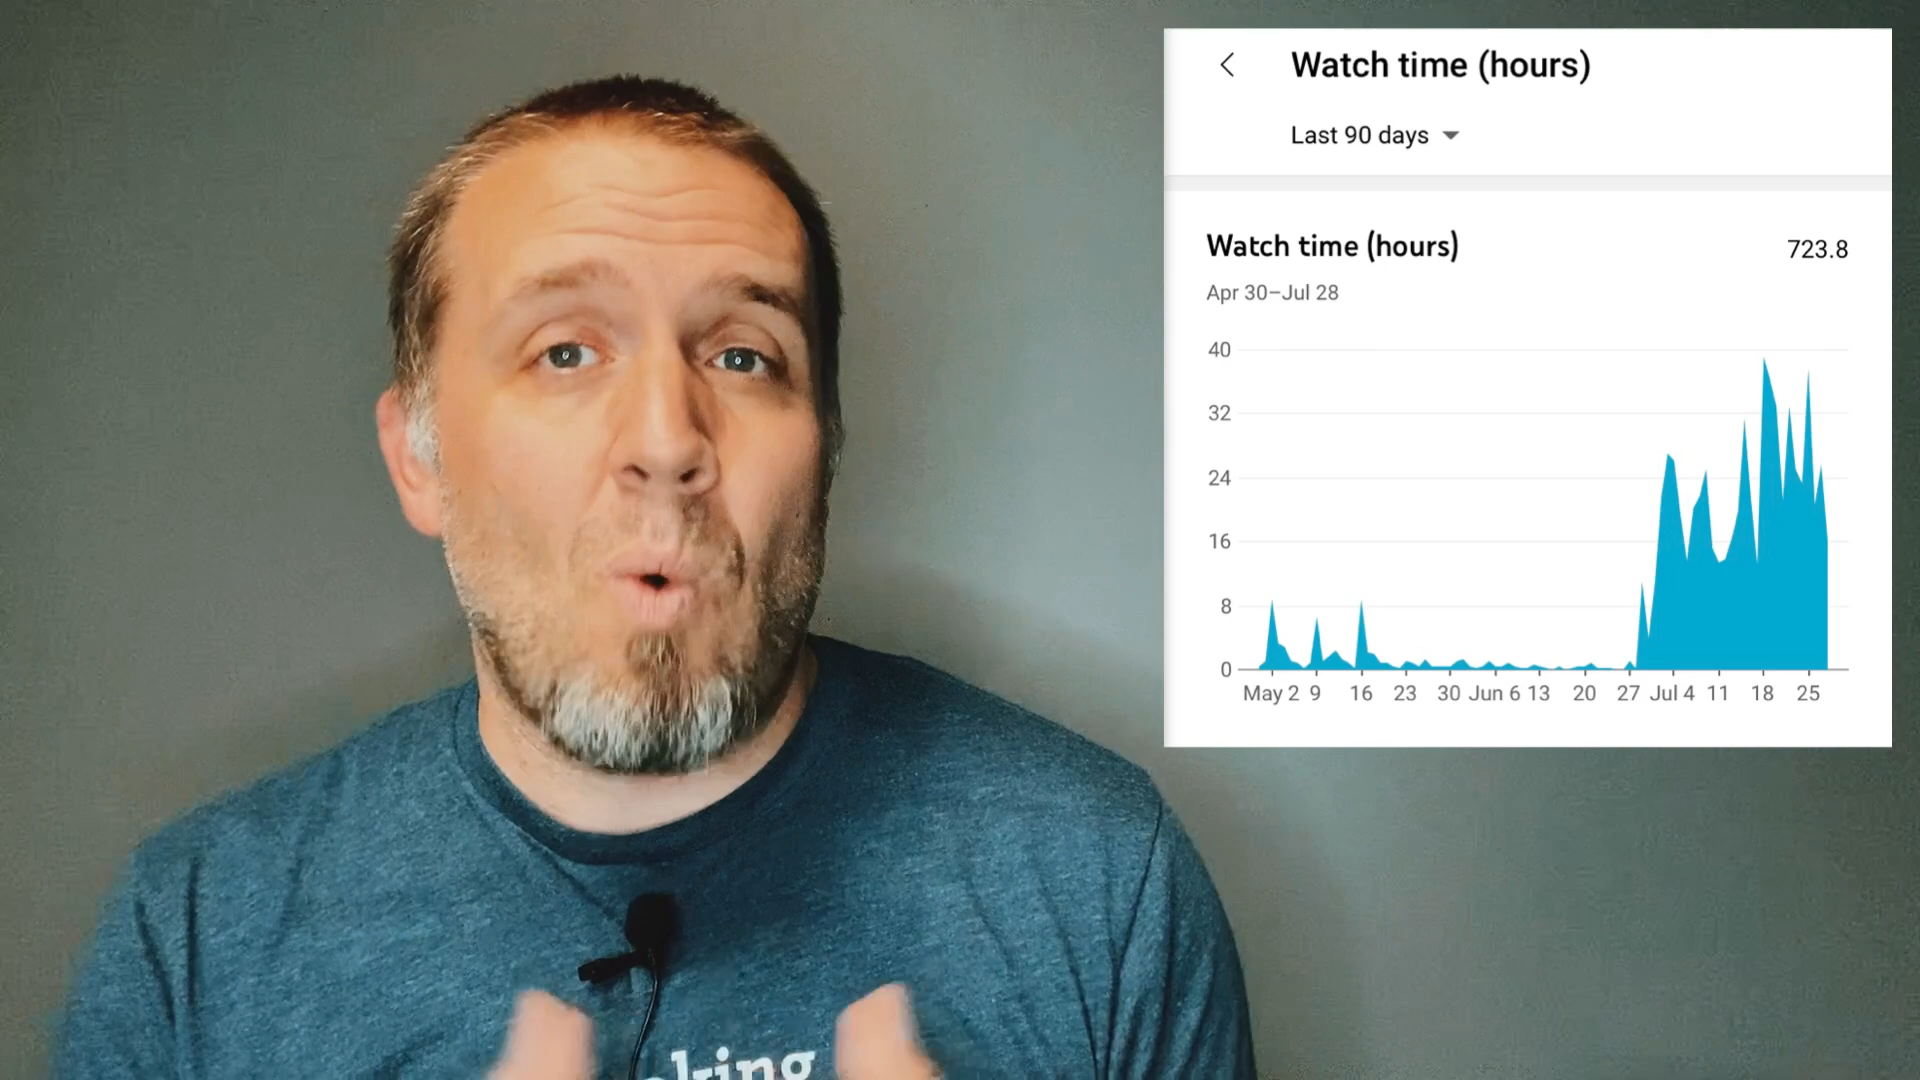 Watch time (hours)
Last 90 days
Watch time (hours) 723.8
Apr 30–Jul 28
40
32
24
16
8
0
May 2 9 16 23 30 Jun 6 13 20 27 Jul 4 11 18 25